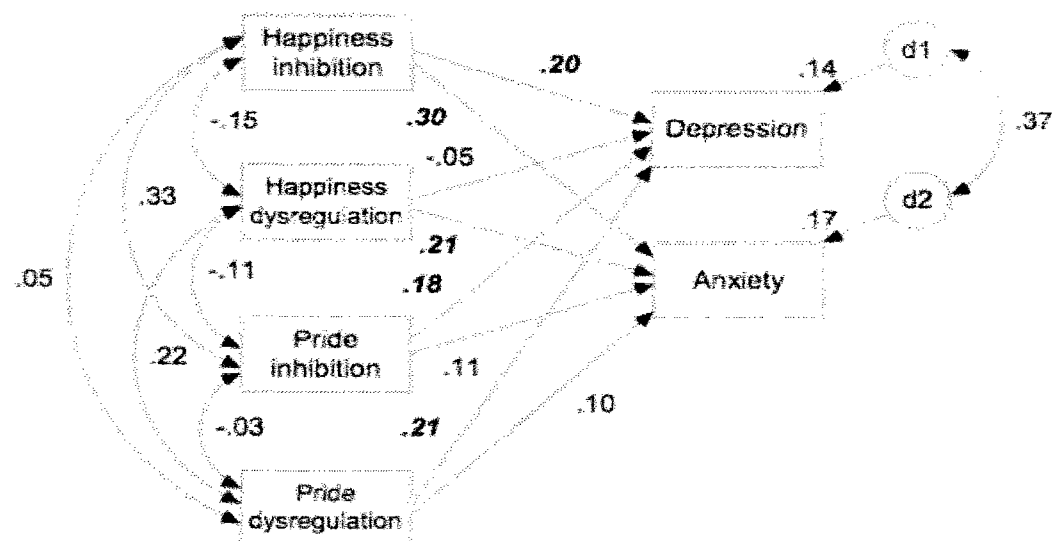 Happiness
inhibition
.20
.14
d1
-.15
.30
Depression
.37
-.05
Happiness
dysregulation
.33
d2
.21
.17
.05
-.11
.18
Anxiety
Pride
inhibition
.22
.11
.10
-.03
.21
Pride
dysregulation